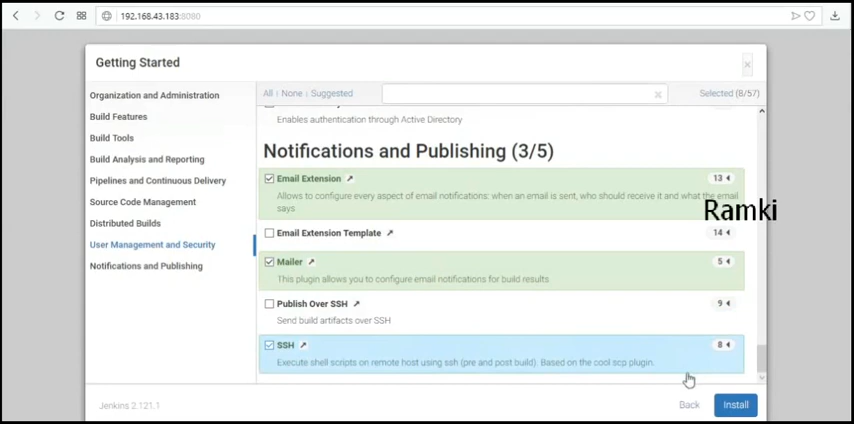 192.168.43.183:8080
Getting Started
×
Organization and Administration
Build Features
Build Tools
Build Analysis and Reporting
Pipelines and Continuous Delivery
Source Code Management
Distributed Builds
User Management and Security
Notifications and Publishing
All | None | Suggested
Selected (8/57)
Enables authentication through Active Directory
Notifications and Publishing (3/5)
Email Extension 13
Allows to configure every aspect of email notifications: when an email is sent, who should receive it and what the email
says
Ramki
Email Extension Template 14
Mailer 5
This plugin allows you to configure email notifications for build results
Publish Over SSH 9
Send build artifacts over SSH
SSH 8
Execute shell scripts on remote host using ssh (pre and post build). Based on the cool scp plugin.
Jenkins 2.121.1
Back Install